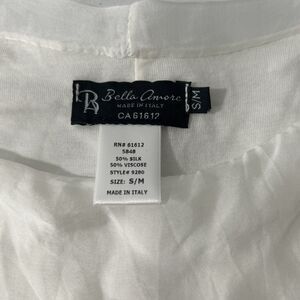 B
Bella Amore
MADE IN ITALY
CA 61612
S/M
RN# 61612
5848
50% SILK
50% VISCOSE
STYLE# 9280
SIZE: S/M
MADE IN ITALY